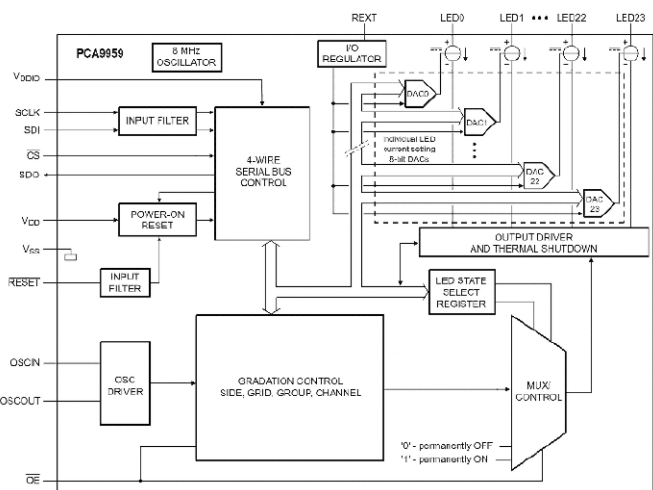 REXT LED0 LED1 ••• LED22 LED23
PCA9959
8 MHz
OSCILLATOR
I/O
REGULATOR
VDDIO
SCLK
SDI
INPUT FILTER
CS
SDO
4-WIRE
SERIAL BUS
CONTROL
DAC0
DAC1
Individual LED
current setting
8-bit DACs
DAC
22
DAC
23
VDD
POWER-ON
RESET
VSS
RESET
INPUT
FILTER
OUTPUT DRIVER
AND THERMAL SHUTDOWN
LED STATE
SELECT
REGISTER
OSCIN
OSCOUT
OSC
DRIVER
GRADATION CONTROL
SIDE, GRID, GROUP, CHANNEL
MUX/
CONTROL
'0' - permanently OFF
'1' - permanently ON
OE